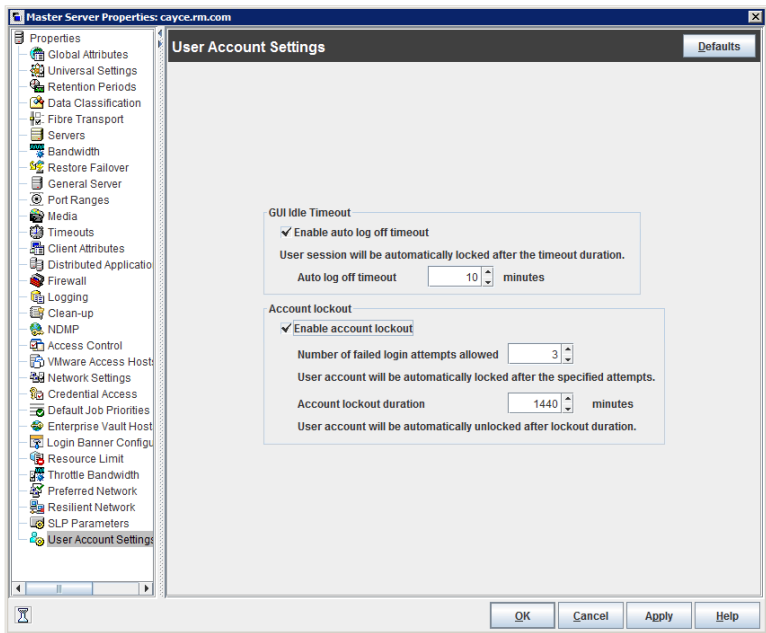 Master Server Properties: cayce.rm.com
Properties
Global Attributes
Universal Settings
Retention Periods
Data Classification
Fibre Transport
Servers
Bandwidth
Restore Failover
General Server
Port Ranges
Media
Timeouts
Client Attributes
Distributed Applicatio
Firewall
Logging
Clean-up
NDMP
Access Control
VMware Access Hosts
Network Settings
Credential Access
Default Job Priorities
Enterprise Vault Host
Login Banner Configu
Resource Limit
Throttle Bandwidth
Preferred Network
Resilient Network
SLP Parameters
User Account Settings
User Account Settings
Defaults
GUI Idle Timeout
Enable auto log off timeout
User session will be automatically locked after the timeout duration.
Auto log off timeout 10 minutes
Account lockout
Enable account lockout
Number of failed login attempts allowed 3
User account will be automatically locked after the specified attempts.
Account lockout duration 1440 minutes
User account will be automatically unlocked after lockout duration.
OK Cancel Apply Help